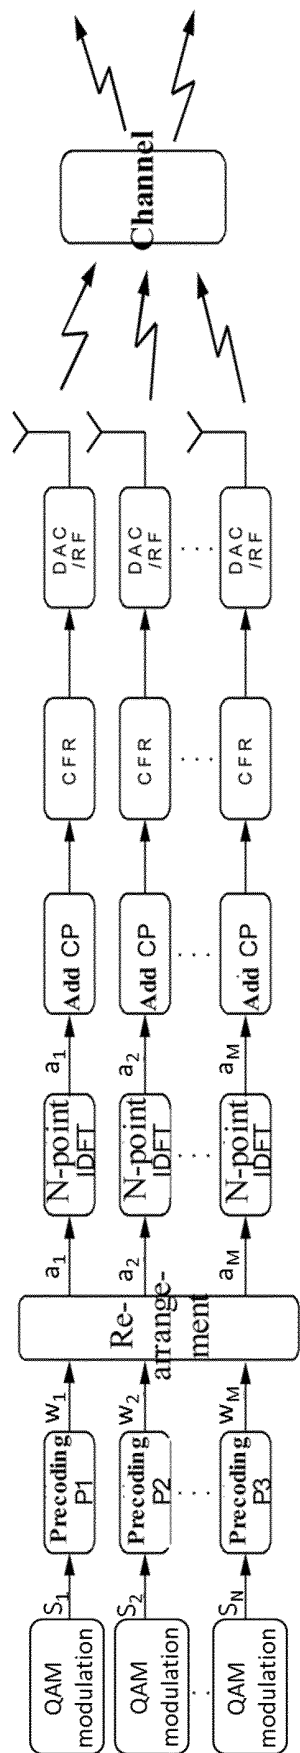 QAM
modulation
S1
Precoding
P1
W1
Re-
arrange-
ment
a1
N-point
IDFT
a1
Add CP
CFR
DAC
/RF
QAM
modulation
S2
Precoding
P2
W2
a2
N-point
IDFT
a2
Add CP
CFR
DAC
/RF
. . .
. . .
. . .
. . .
. . .
. . .
QAM
modulation
SN
Precoding
P3
WM
aM
N-point
IDFT
aM
Add CP
CFR
DAC
/RF
Channel